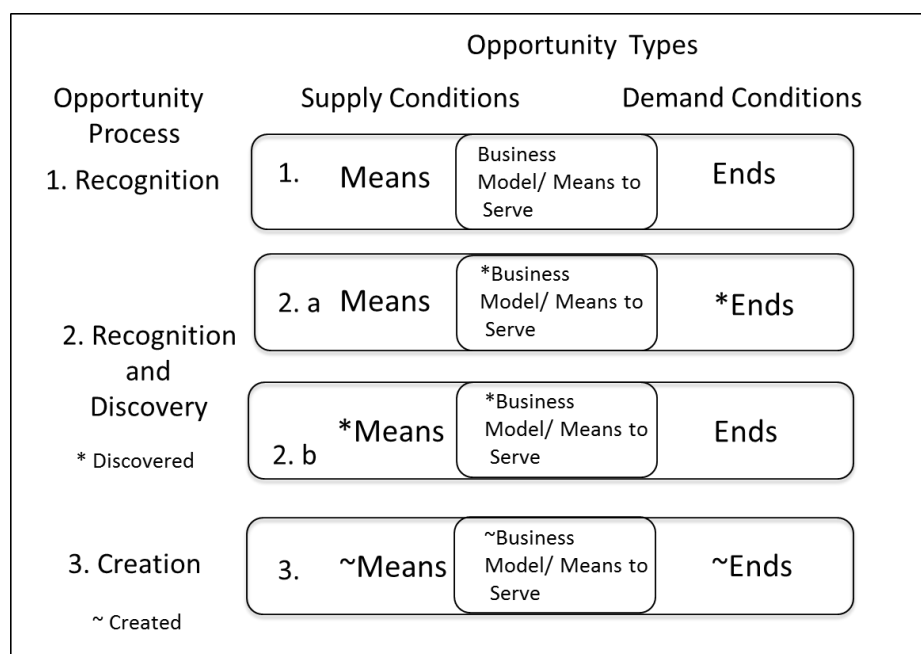 Opportunity Types
Opportunity Process
Supply Conditions
Demand Conditions
1. Recognition
1. Means
Business
Model/ Means to
Serve
Ends
2. Recognition
and
Discovery
* Discovered
2. a Means
*Business
Model/ Means to
Serve
*Ends
2. b *Means
*Business
Model/ Means to
Serve
Ends
3. Creation
~ Created
3. ~Means
~Business
Model/ Means to
Serve
~Ends